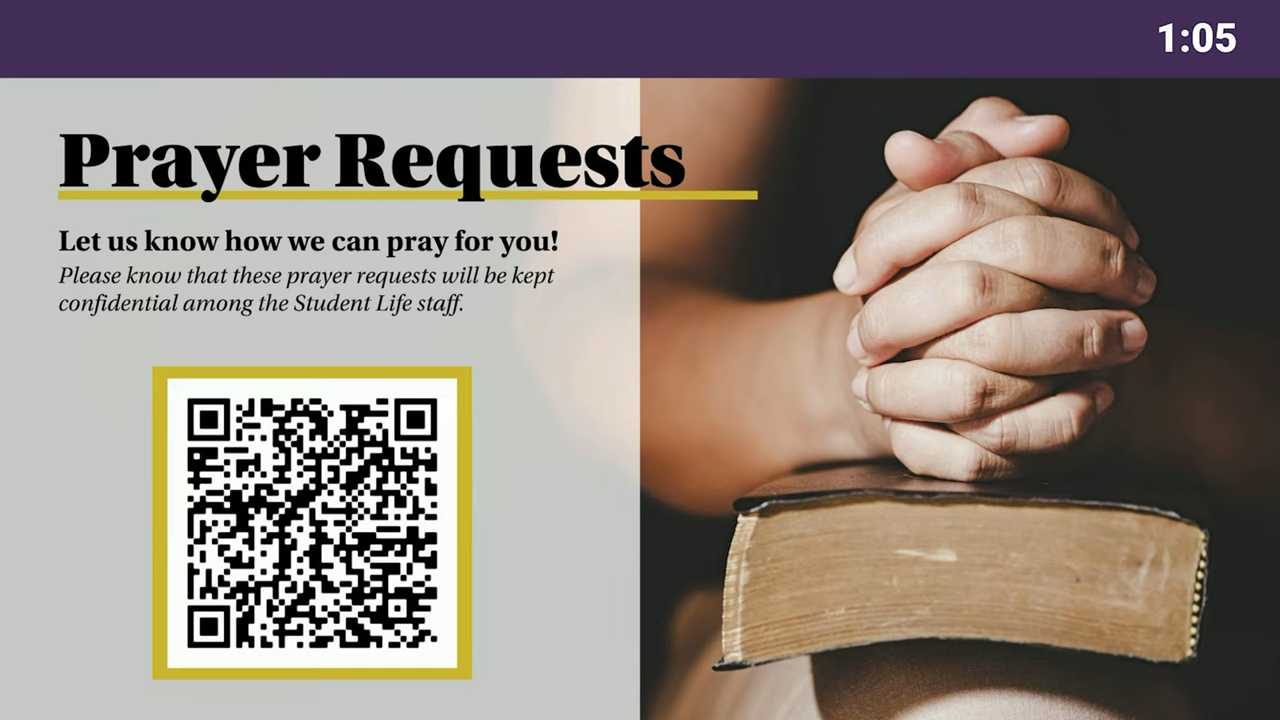 1:05
Prayer Requests
Let us know how we can pray for you!
Please know that these prayer requests will be kept
confidential among the Student Life staff.